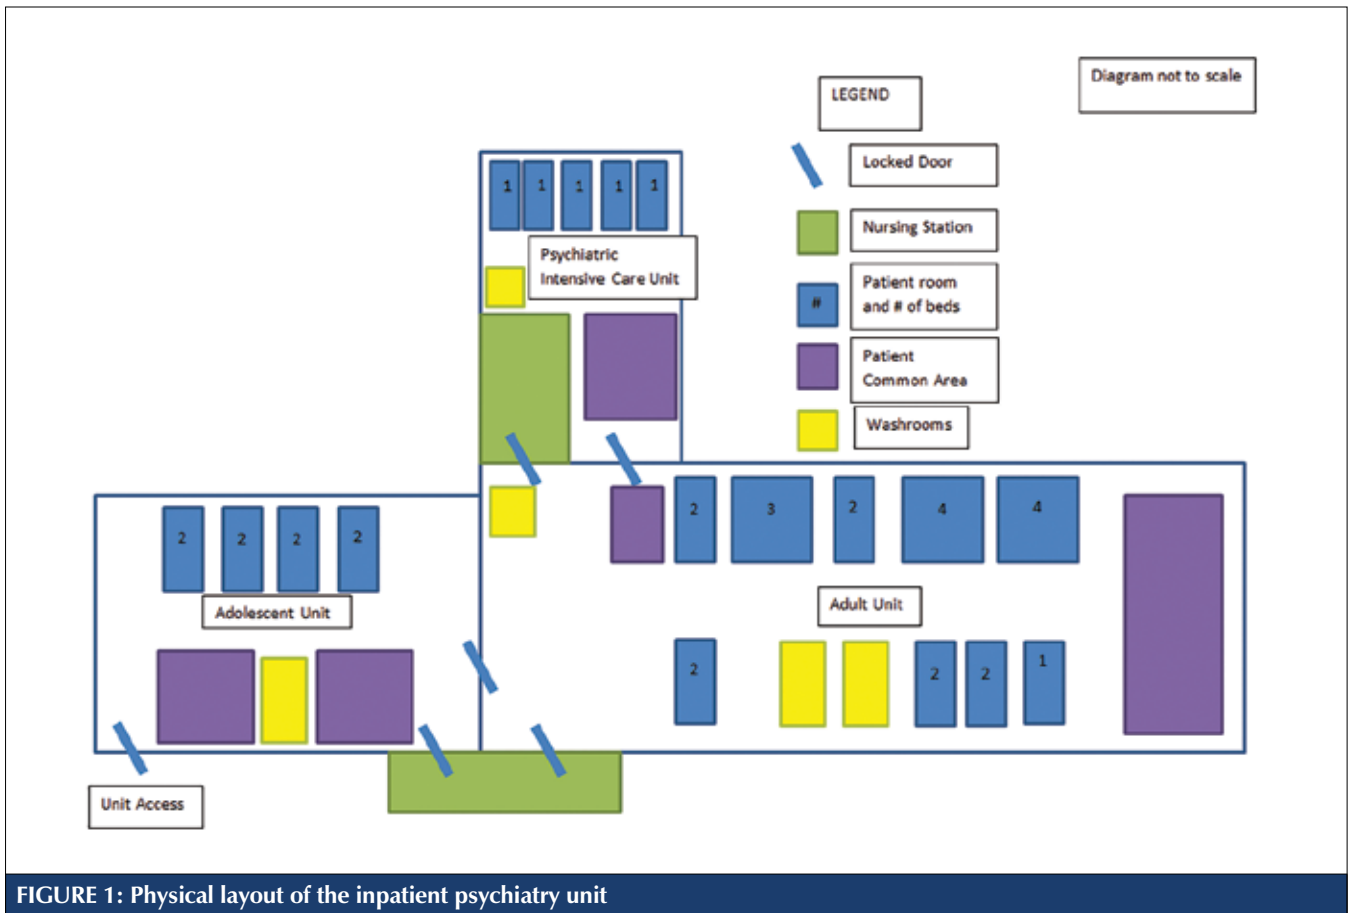 Diagram not to scale
LEGEND
Locked Door
Nursing Station
#
Patient room
and # of beds
Patient
Common Area
Washrooms
1 1 1 1 1
Psychiatric
Intensive Care Unit
2 2 2 2
Adolescent Unit
2 3 2 4 4
Adult Unit
2 2 2 1
Unit Access
FIGURE 1: Physical layout of the inpatient psychiatry unit